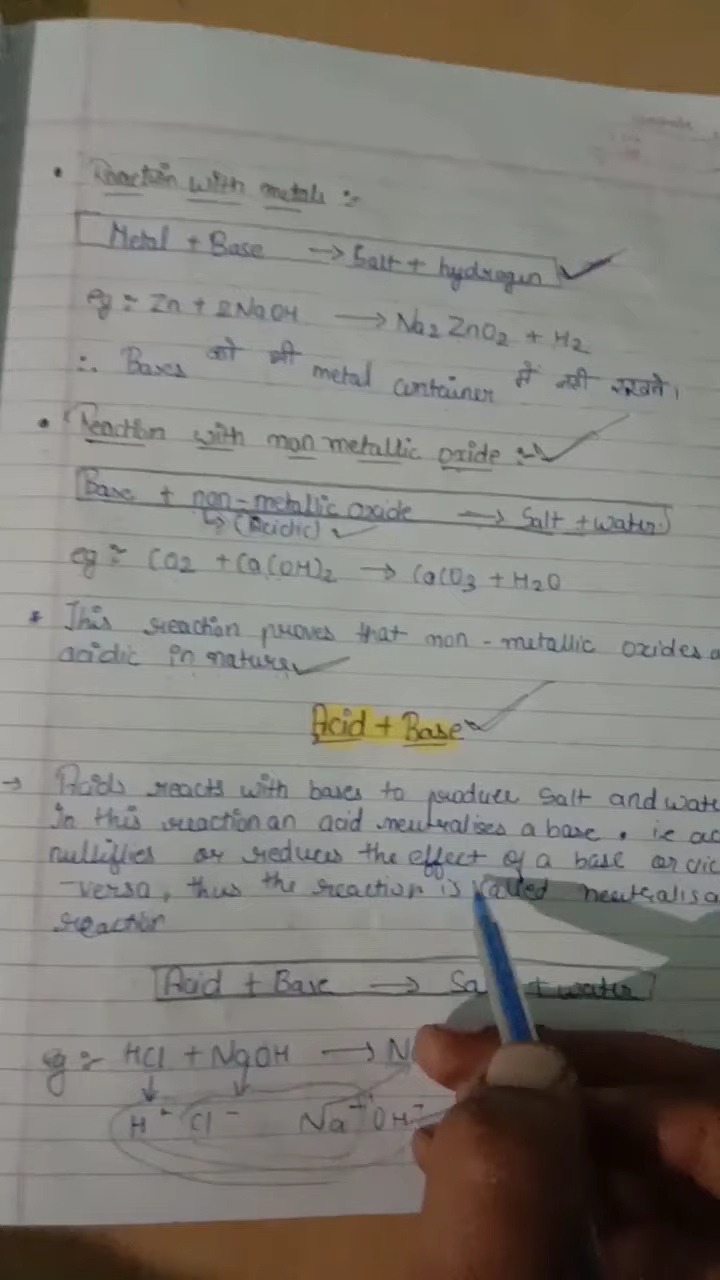 • Reaction with metals :-
Metal + Base → Salt + hydrogen
eg :- Zn + 2NaOH → Na2 ZnO2 + H2
∴ Bases को भी metal container में नही रखते।
• Reaction with non metallic oxide :-
Base + non-metallic oxide → Salt + water
↳ (Acidic)
eg :- CO2 + Ca(OH)2 → CaCO3 + H2O
* This reaction proves that non-metallic oxides a
acidic in nature
Acid + Base
→ Acids reacts with bases to produce salt and wate
In this reaction an acid neutralises a base. ie ac
nullifies or reduces the effect of a base or vic
-versa, thus the reaction is called neutralisa
reaction
Acid + Base → Sa + water
eg :- HCl + NaOH → N
H+ Cl- Na+ OH-